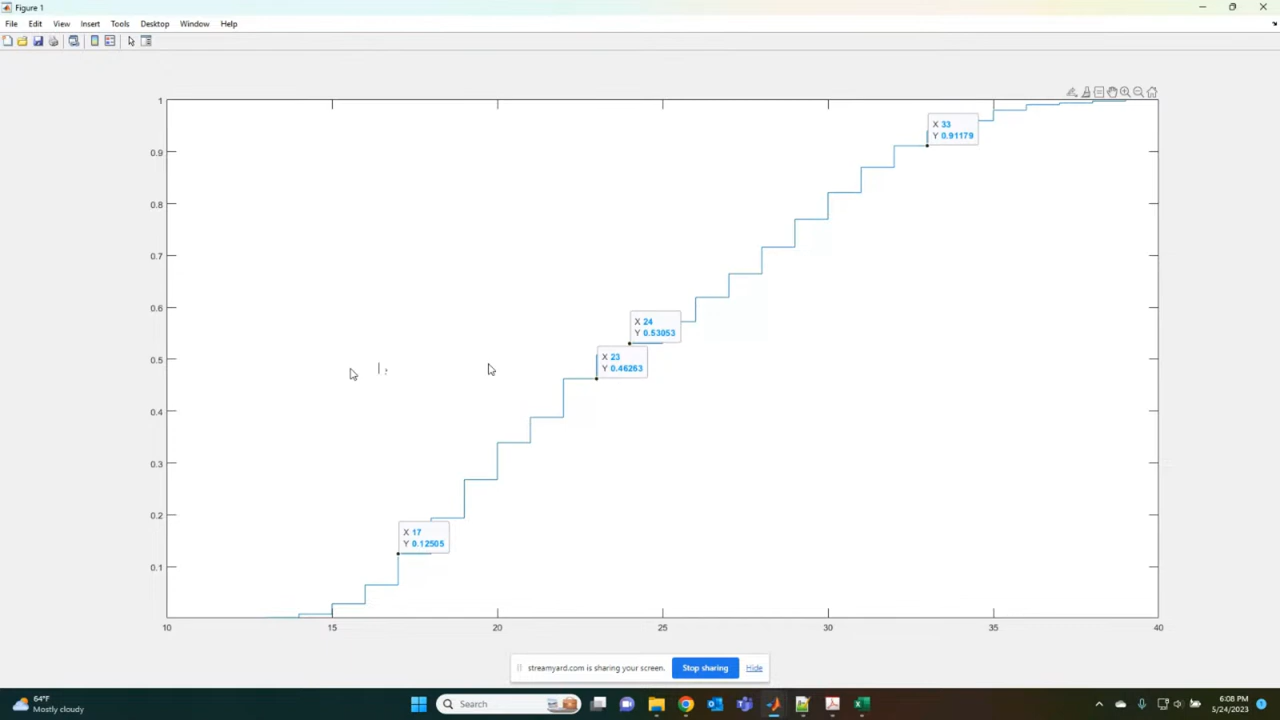 Figure 1
File Edit View Insert Tools Desktop Window Help
1
0.9
0.8
0.7
0.6
0.5
0.4
0.3
0.2
0.1
X 33
Y 0.91179
X 24
Y 0.53053
X 23
Y 0.46263
X 17
Y 0.12505
10 15 20 25 30 35 40
streamyard.com is sharing your screen. Stop sharing Hide
64°F
Mostly cloudy
Search
6:08 PM
5/24/2023